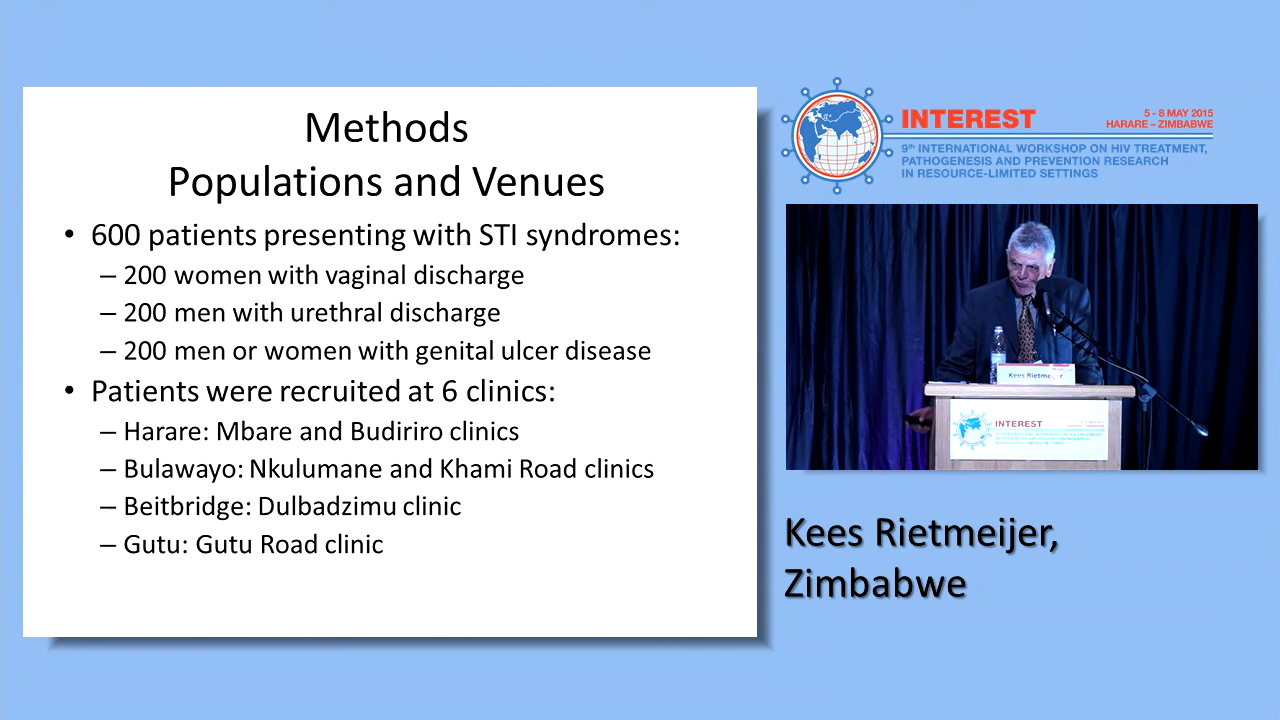 Methods
Populations and Venues
• 600 patients presenting with STI syndromes:
– 200 women with vaginal discharge
– 200 men with urethral discharge
– 200 men or women with genital ulcer disease
• Patients were recruited at 6 clinics:
– Harare: Mbare and Budiriro clinics
– Bulawayo: Nkulumane and Khami Road clinics
– Beitbridge: Dulbadzimu clinic
– Gutu: Gutu Road clinic
INTEREST
5 - 8 MAY 2015
HARARE – ZIMBABWE
9th INTERNATIONAL WORKSHOP ON HIV TREATMENT,
PATHOGENESIS AND PREVENTION RESEARCH
IN RESOURCE-LIMITED SETTINGS
Kees
INTEREST
Kees Rietmeijer,
Zimbabwe